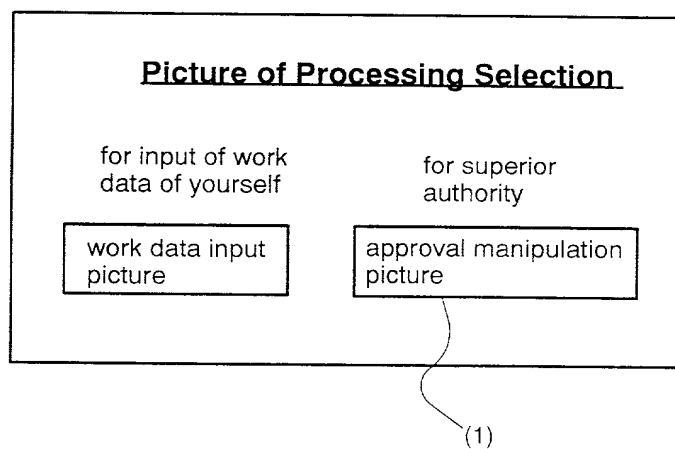 Picture of Processing Selection
for input of work
data of yourself
for superior
authority
work data input
picture
approval manipulation
picture
(1)